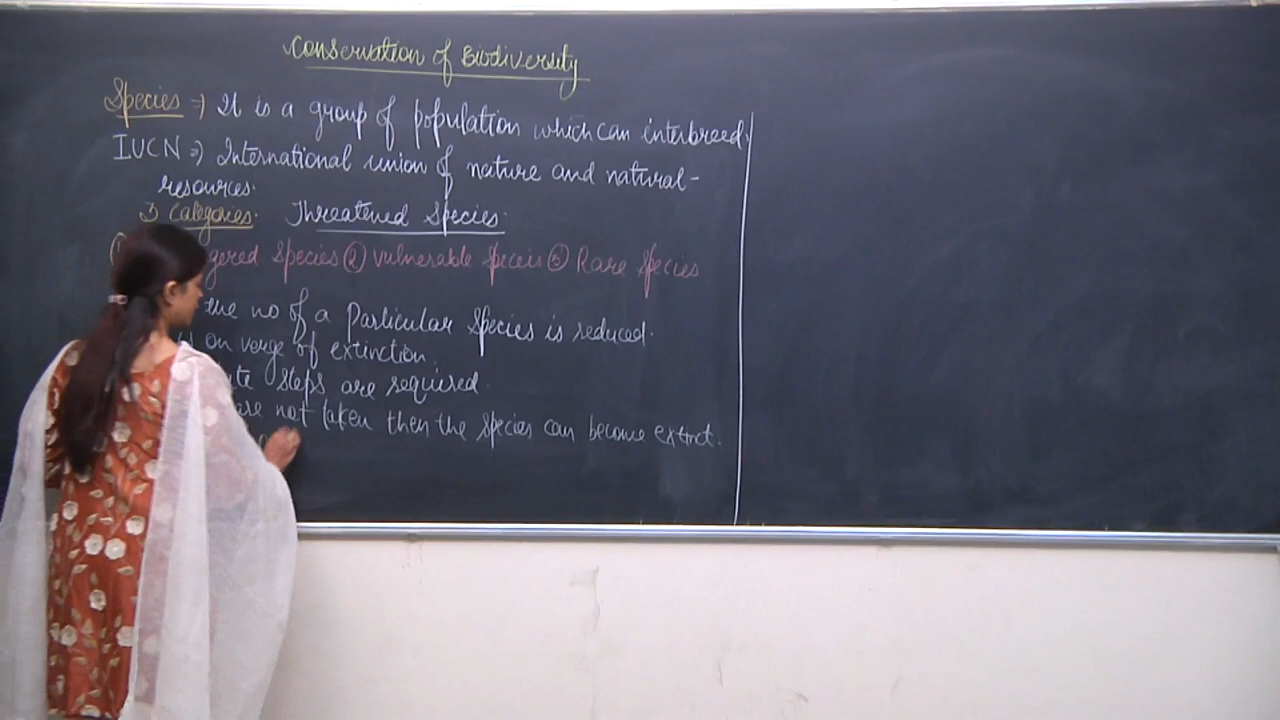 Conservation of Biodiversity
Species => It is a group of population which can interbreed.
IUCN => International union of nature and natural-
resources.
3 Categories. Threatened Species.
gered Species ② Vulnerable Specis ③ Rare Species
the no of a Particular Species is reduced.
on verge of extinction.
steps are required.
are not taken then the species can become extinct.